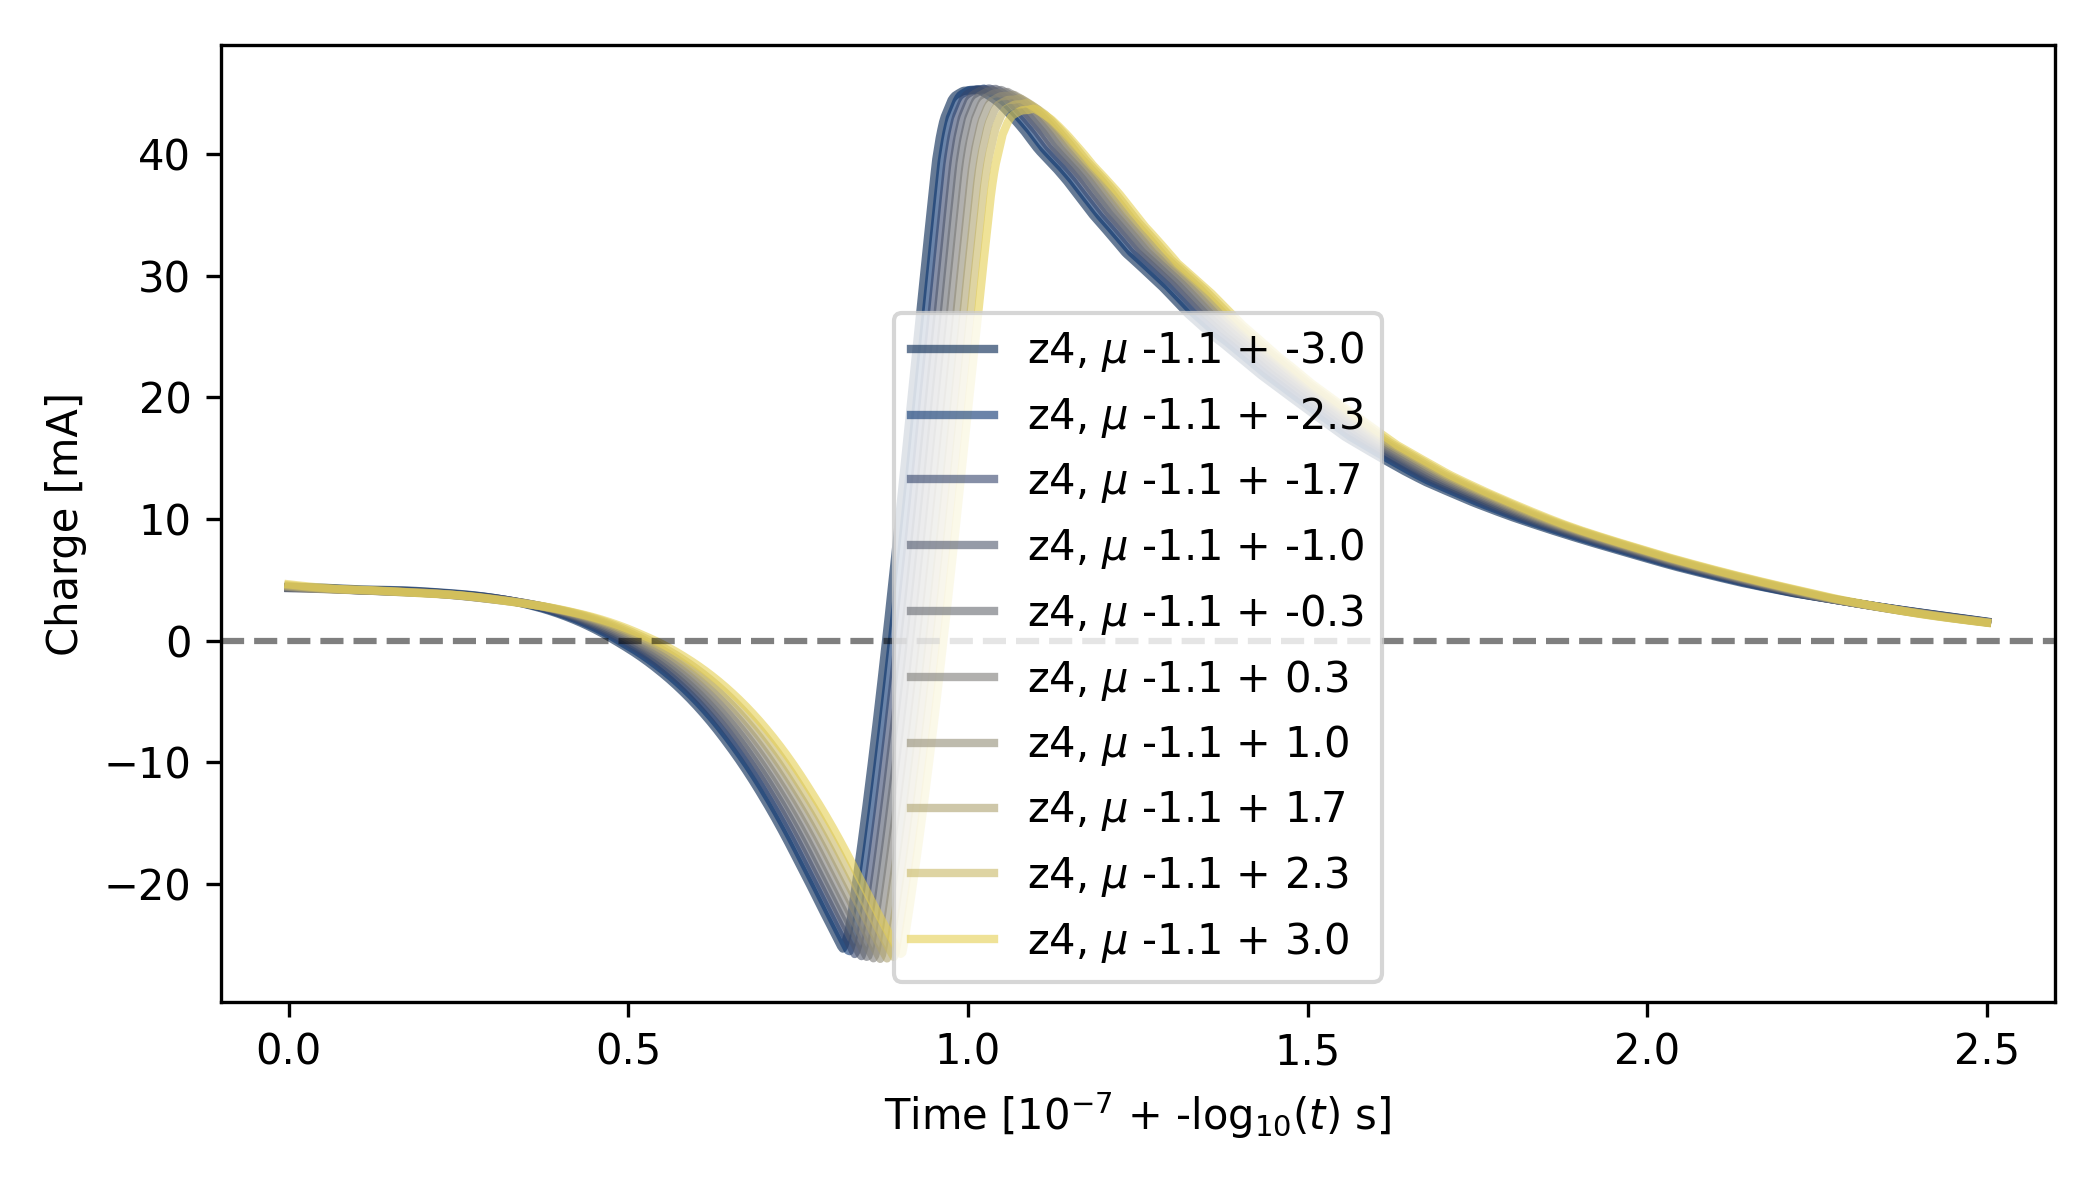 40
30
20
10
0
−10
−20
Charge [mA]
z4, μ -1.1 + -3.0
z4, μ -1.1 + -2.3
z4, μ -1.1 + -1.7
z4, μ -1.1 + -1.0
z4, μ -1.1 + -0.3
z4, μ -1.1 + 0.3
z4, μ -1.1 + 1.0
z4, μ -1.1 + 1.7
z4, μ -1.1 + 2.3
z4, μ -1.1 + 3.0
0.0 0.5 1.0 1.5 2.0 2.5
Time [10⁻⁷ + -log₁₀(t) s]